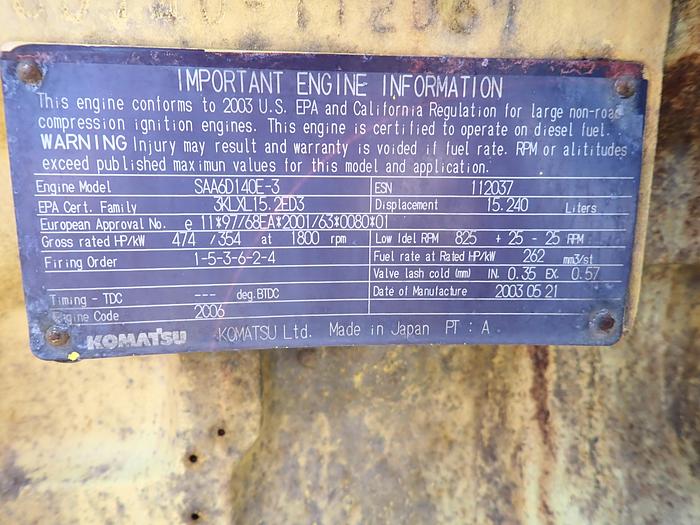 IMPORTANT ENGINE INFORMATION
This engine conforms to 2003 U.S. EPA and California Regulation for large non-road
compression ignition engines. This engine is certified to operate on diesel fuel.
WARNING Injury may result and warranty is voided if fuel rate. RPM or alititudes
exceed published maximun values for this model and application.
Engine Model SAA6D140E-3 ESN 112037
EPA Cert. Family 3KLXL15.2ED3 Displacement 15.240 Liters
European Approval No. e 11*97/68EA*2001/63*0080*01
Gross rated HP/kW 474 / 354 at 1800 rpm Low Idel RPM 825 + 25 - 25 RPM
Firing Order 1-5-3-6-2-4 Fuel rate at Rated HP/kW 262 mm3/st
Valve lash cold (mm) IN. 0.35 EX. 0.57
Timing - TDC --- deg.BTDC Date of Manufacture 2003 05 21
Engine Code 2006
KOMATSU KOMATSU Ltd. Made in Japan PT : A